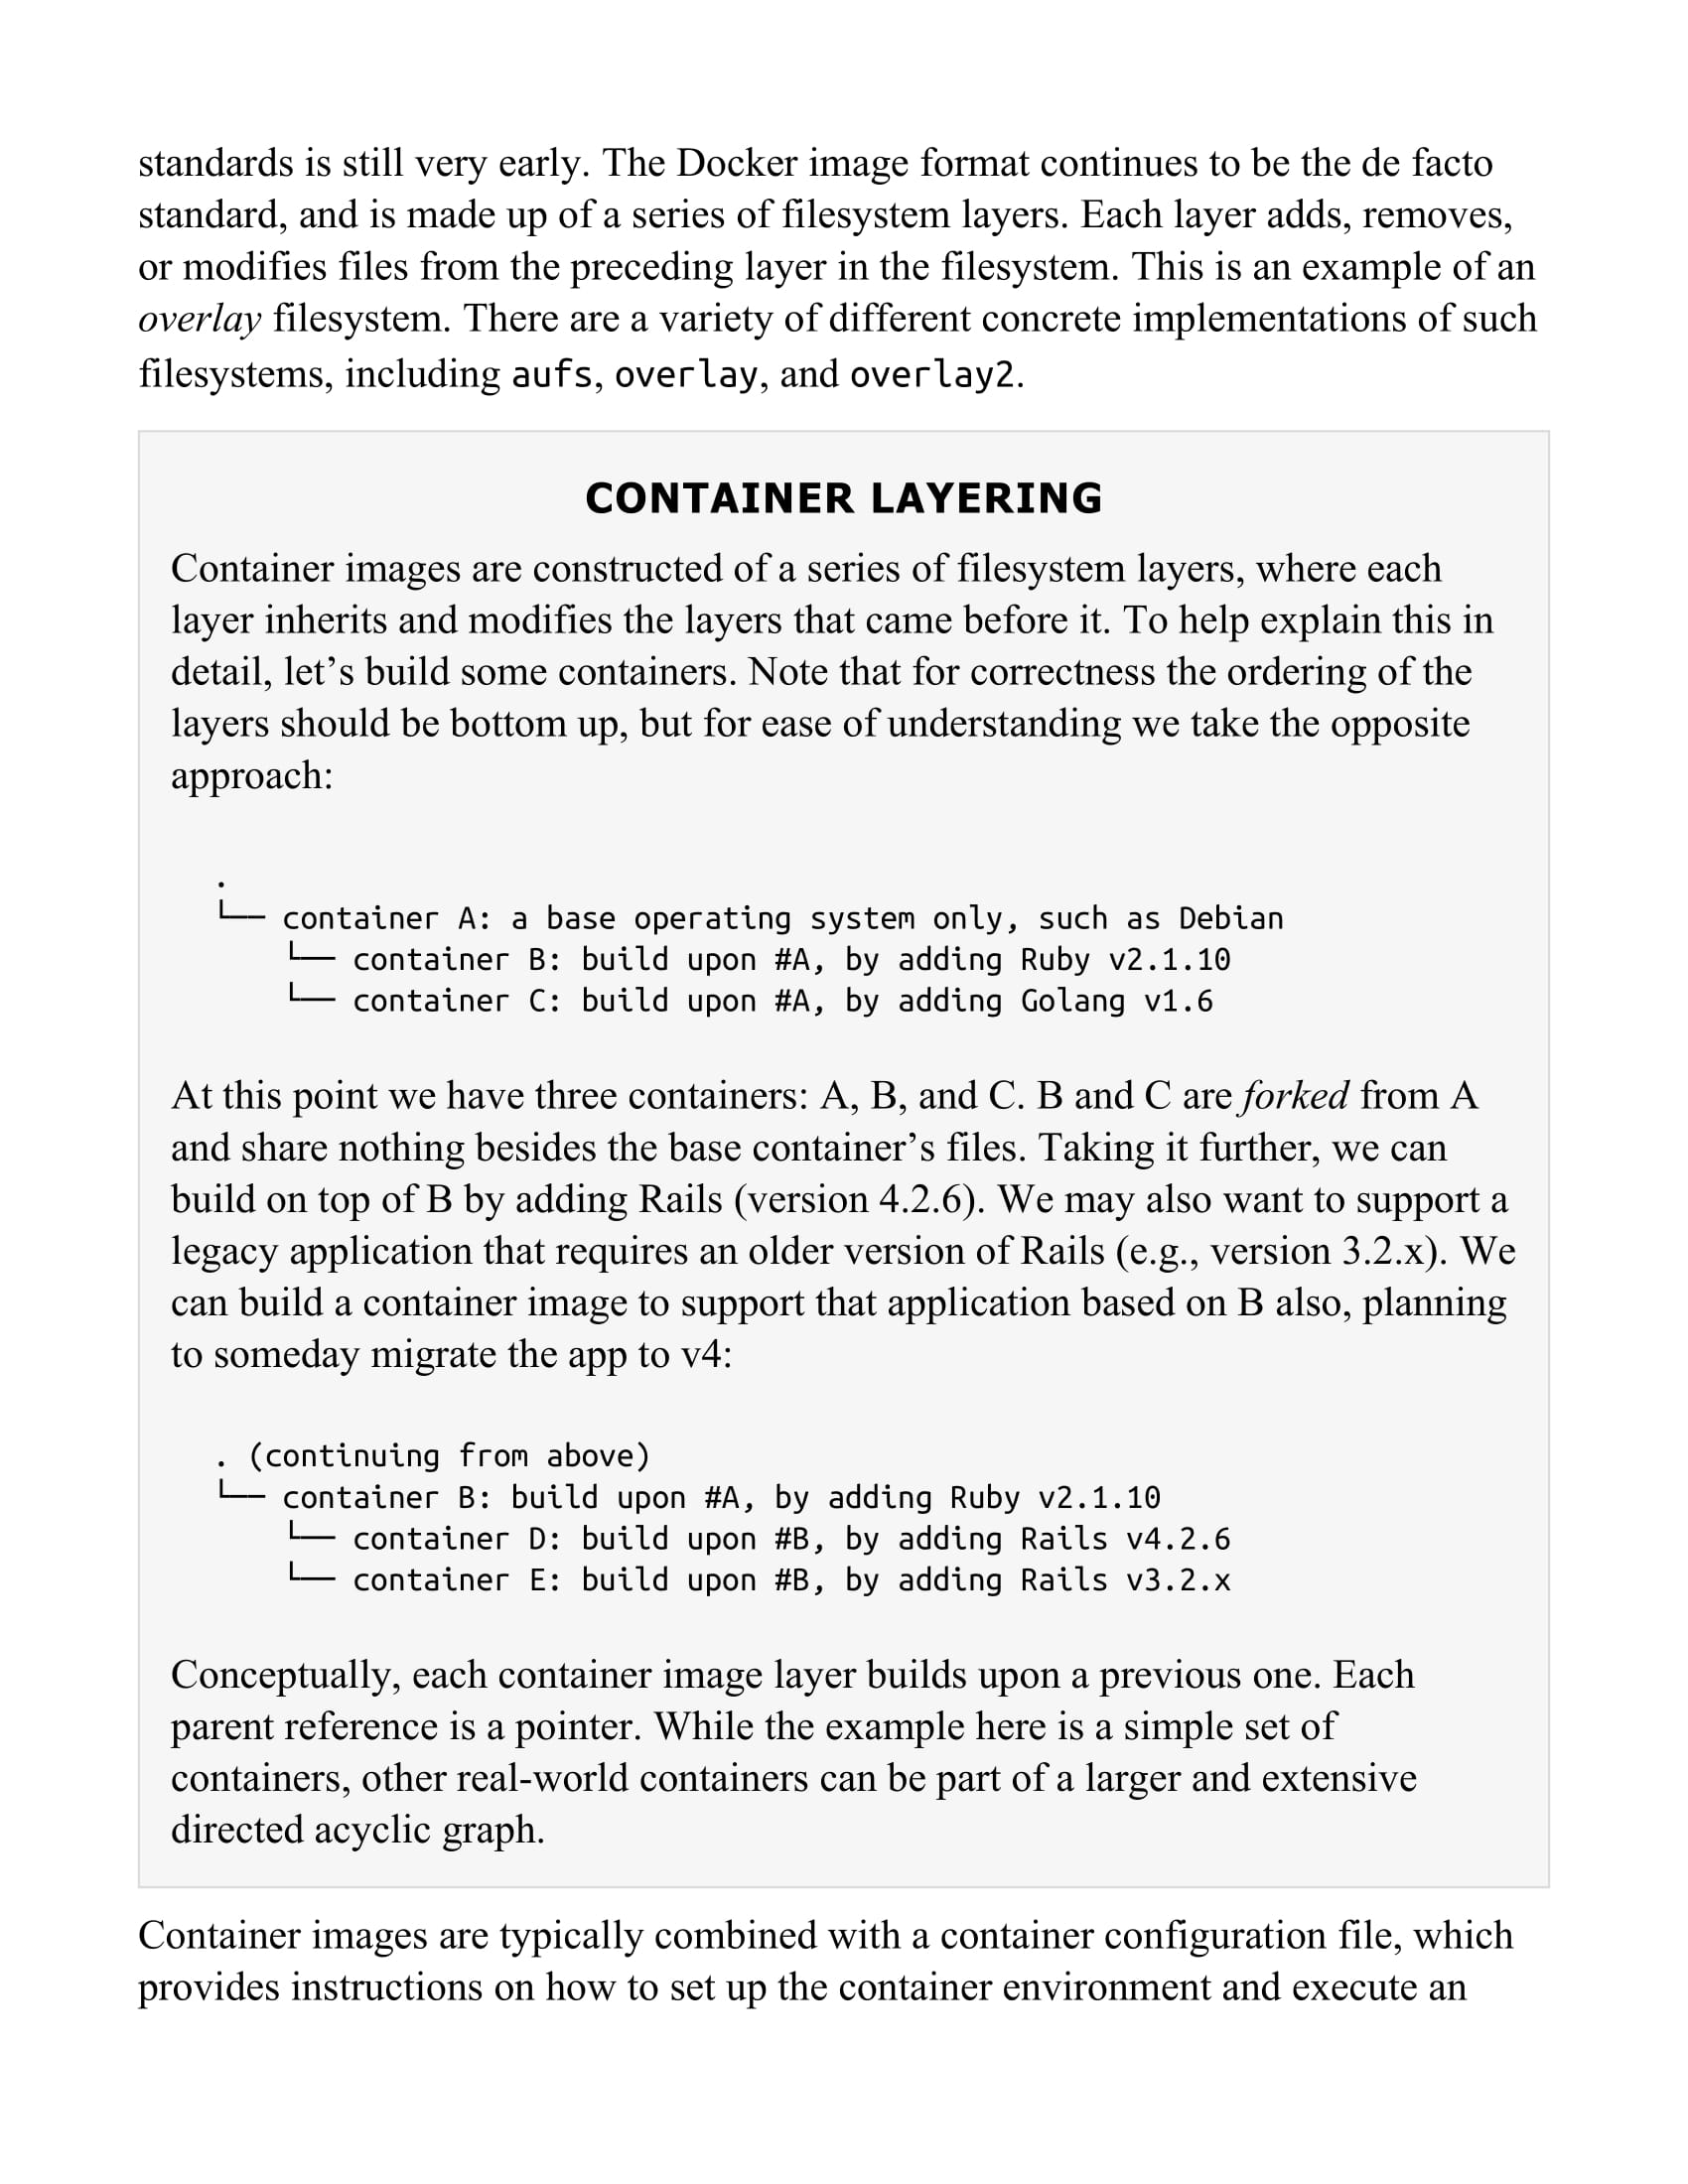 standards is still very early. The Docker image format continues to be the de facto
standard, and is made up of a series of filesystem layers. Each layer adds, removes,
or modifies files from the preceding layer in the filesystem. This is an example of an
overlay filesystem. There are a variety of different concrete implementations of such
filesystems, including aufs, overlay, and overlay2.
CONTAINER LAYERING
Container images are constructed of a series of filesystem layers, where each
layer inherits and modifies the layers that came before it. To help explain this in
detail, let’s build some containers. Note that for correctness the ordering of the
layers should be bottom up, but for ease of understanding we take the opposite
approach:
.
└── container A: a base operating system only, such as Debian
    └── container B: build upon #A, by adding Ruby v2.1.10
    └── container C: build upon #A, by adding Golang v1.6
At this point we have three containers: A, B, and C. B and C are forked from A
and share nothing besides the base container’s files. Taking it further, we can
build on top of B by adding Rails (version 4.2.6). We may also want to support a
legacy application that requires an older version of Rails (e.g., version 3.2.x). We
can build a container image to support that application based on B also, planning
to someday migrate the app to v4:
. (continuing from above)
└── container B: build upon #A, by adding Ruby v2.1.10
    └── container D: build upon #B, by adding Rails v4.2.6
    └── container E: build upon #B, by adding Rails v3.2.x
Conceptually, each container image layer builds upon a previous one. Each
parent reference is a pointer. While the example here is a simple set of
containers, other real-world containers can be part of a larger and extensive
directed acyclic graph.
Container images are typically combined with a container configuration file, which
provides instructions on how to set up the container environment and execute an